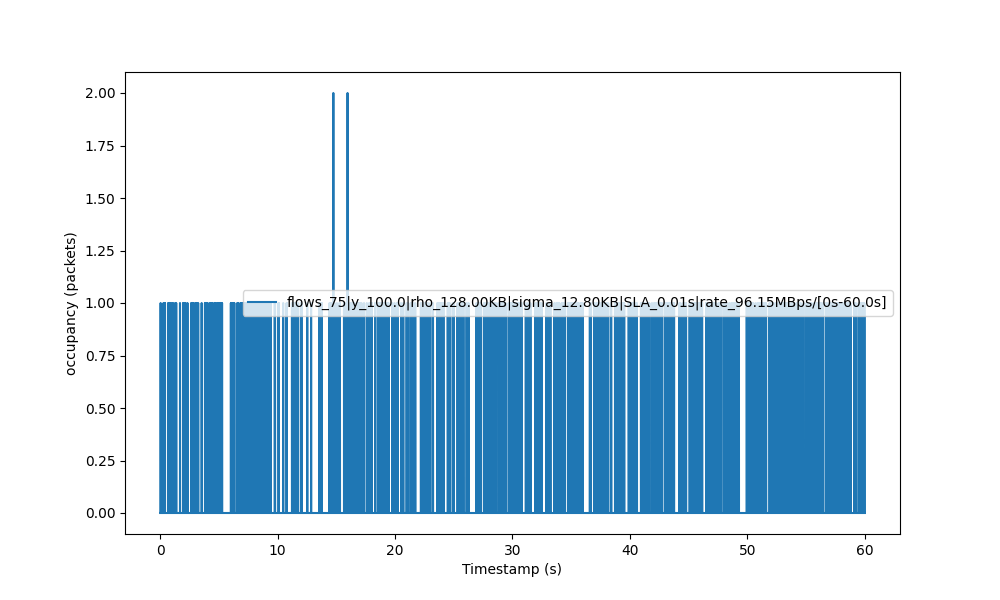 2.00
1.75
1.50
1.25
1.00
0.75
0.50
0.25
0.00
occupancy (packets)
flows_75|y_100.0|rho_128.00KB|sigma_12.80KB|SLA_0.01s|rate_96.15MBps/[0s-60.0s]
0 10 20 30 40 50 60
Timestamp (s)